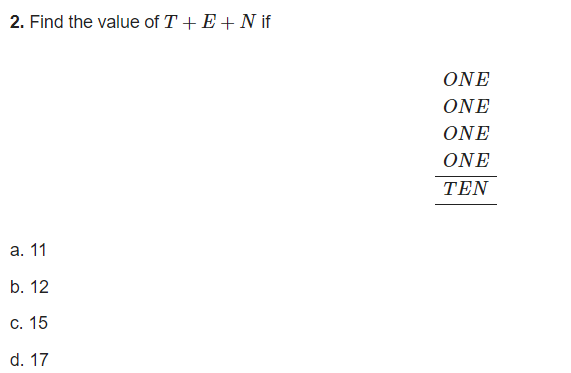 2. Find the value of T + E + N if
ONE
ONE
ONE
ONE
TEN
a. 11
b. 12
c. 15
d. 17